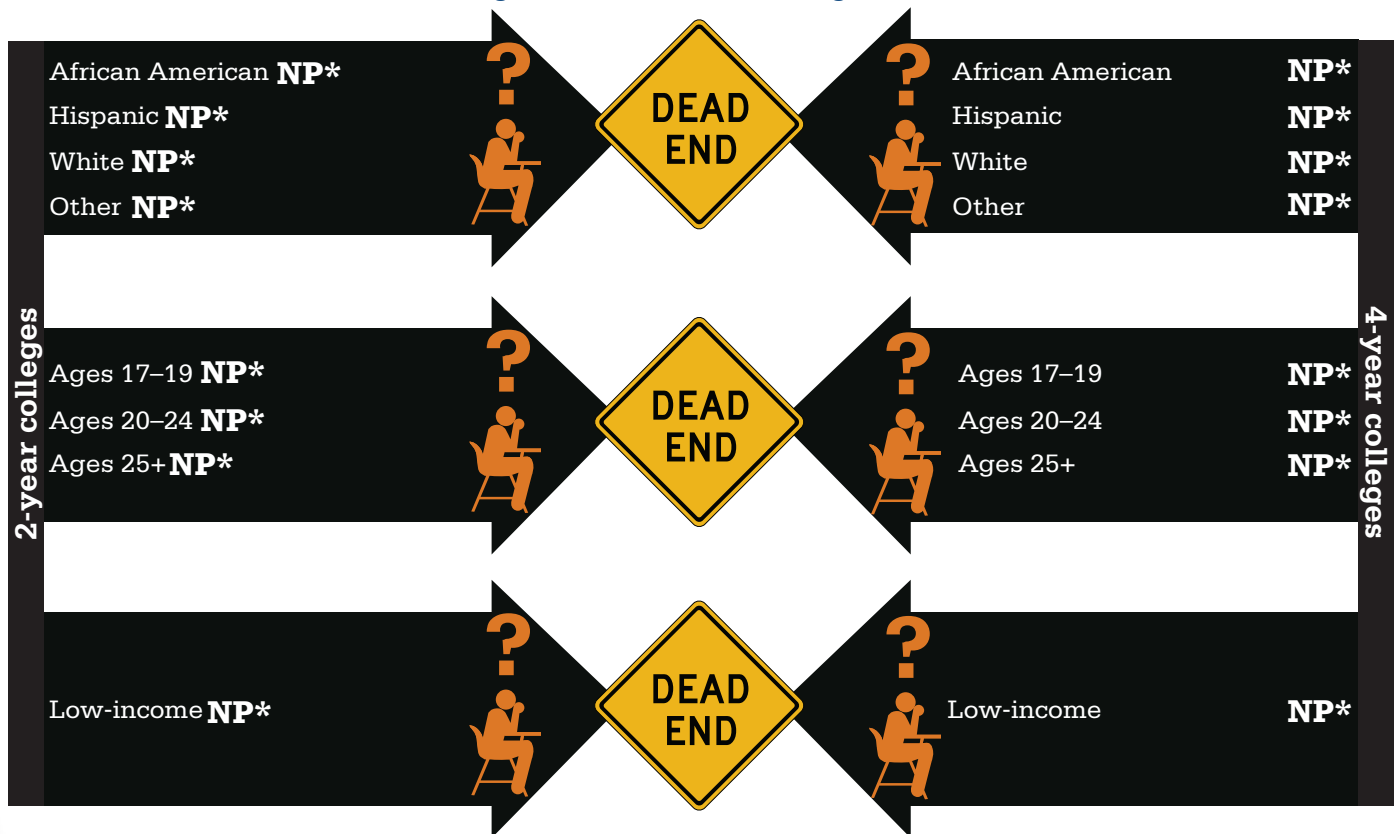 2-year colleges
African American NP*
Hispanic NP*
White NP*
Other NP*
?
DEAD
END
?
African American NP*
Hispanic NP*
White NP*
Other NP*
Ages 17–19 NP*
Ages 20–24 NP*
Ages 25+ NP*
?
DEAD
END
?
Ages 17–19 NP*
Ages 20–24 NP*
Ages 25+ NP*
Low-income NP*
?
DEAD
END
?
Low-income NP*
4-year colleges